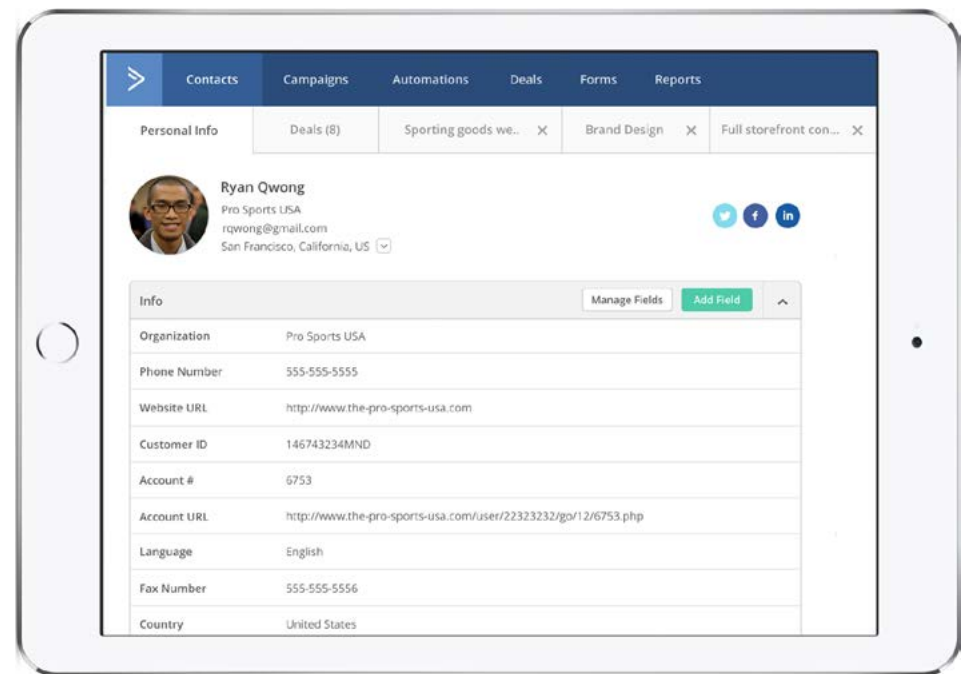 Contacts Campaigns Automations Deals Forms Reports
Personal Info Deals (8) Sporting goods we.. Brand Design Full storefront con...
Ryan Qwong
Pro Sports USA
rqwong@gmail.com
San Francisco, California, US
Info Manage Fields Add Field
Organization Pro Sports USA
Phone Number 555-555-5555
Website URL http://www.the-pro-sports-usa.com
Customer ID 146743234MND
Account # 6753
Account URL http://www.the-pro-sports-usa.com/user/22323232/go/12/6753.php
Language English
Fax Number 555-555-5556
Country United States